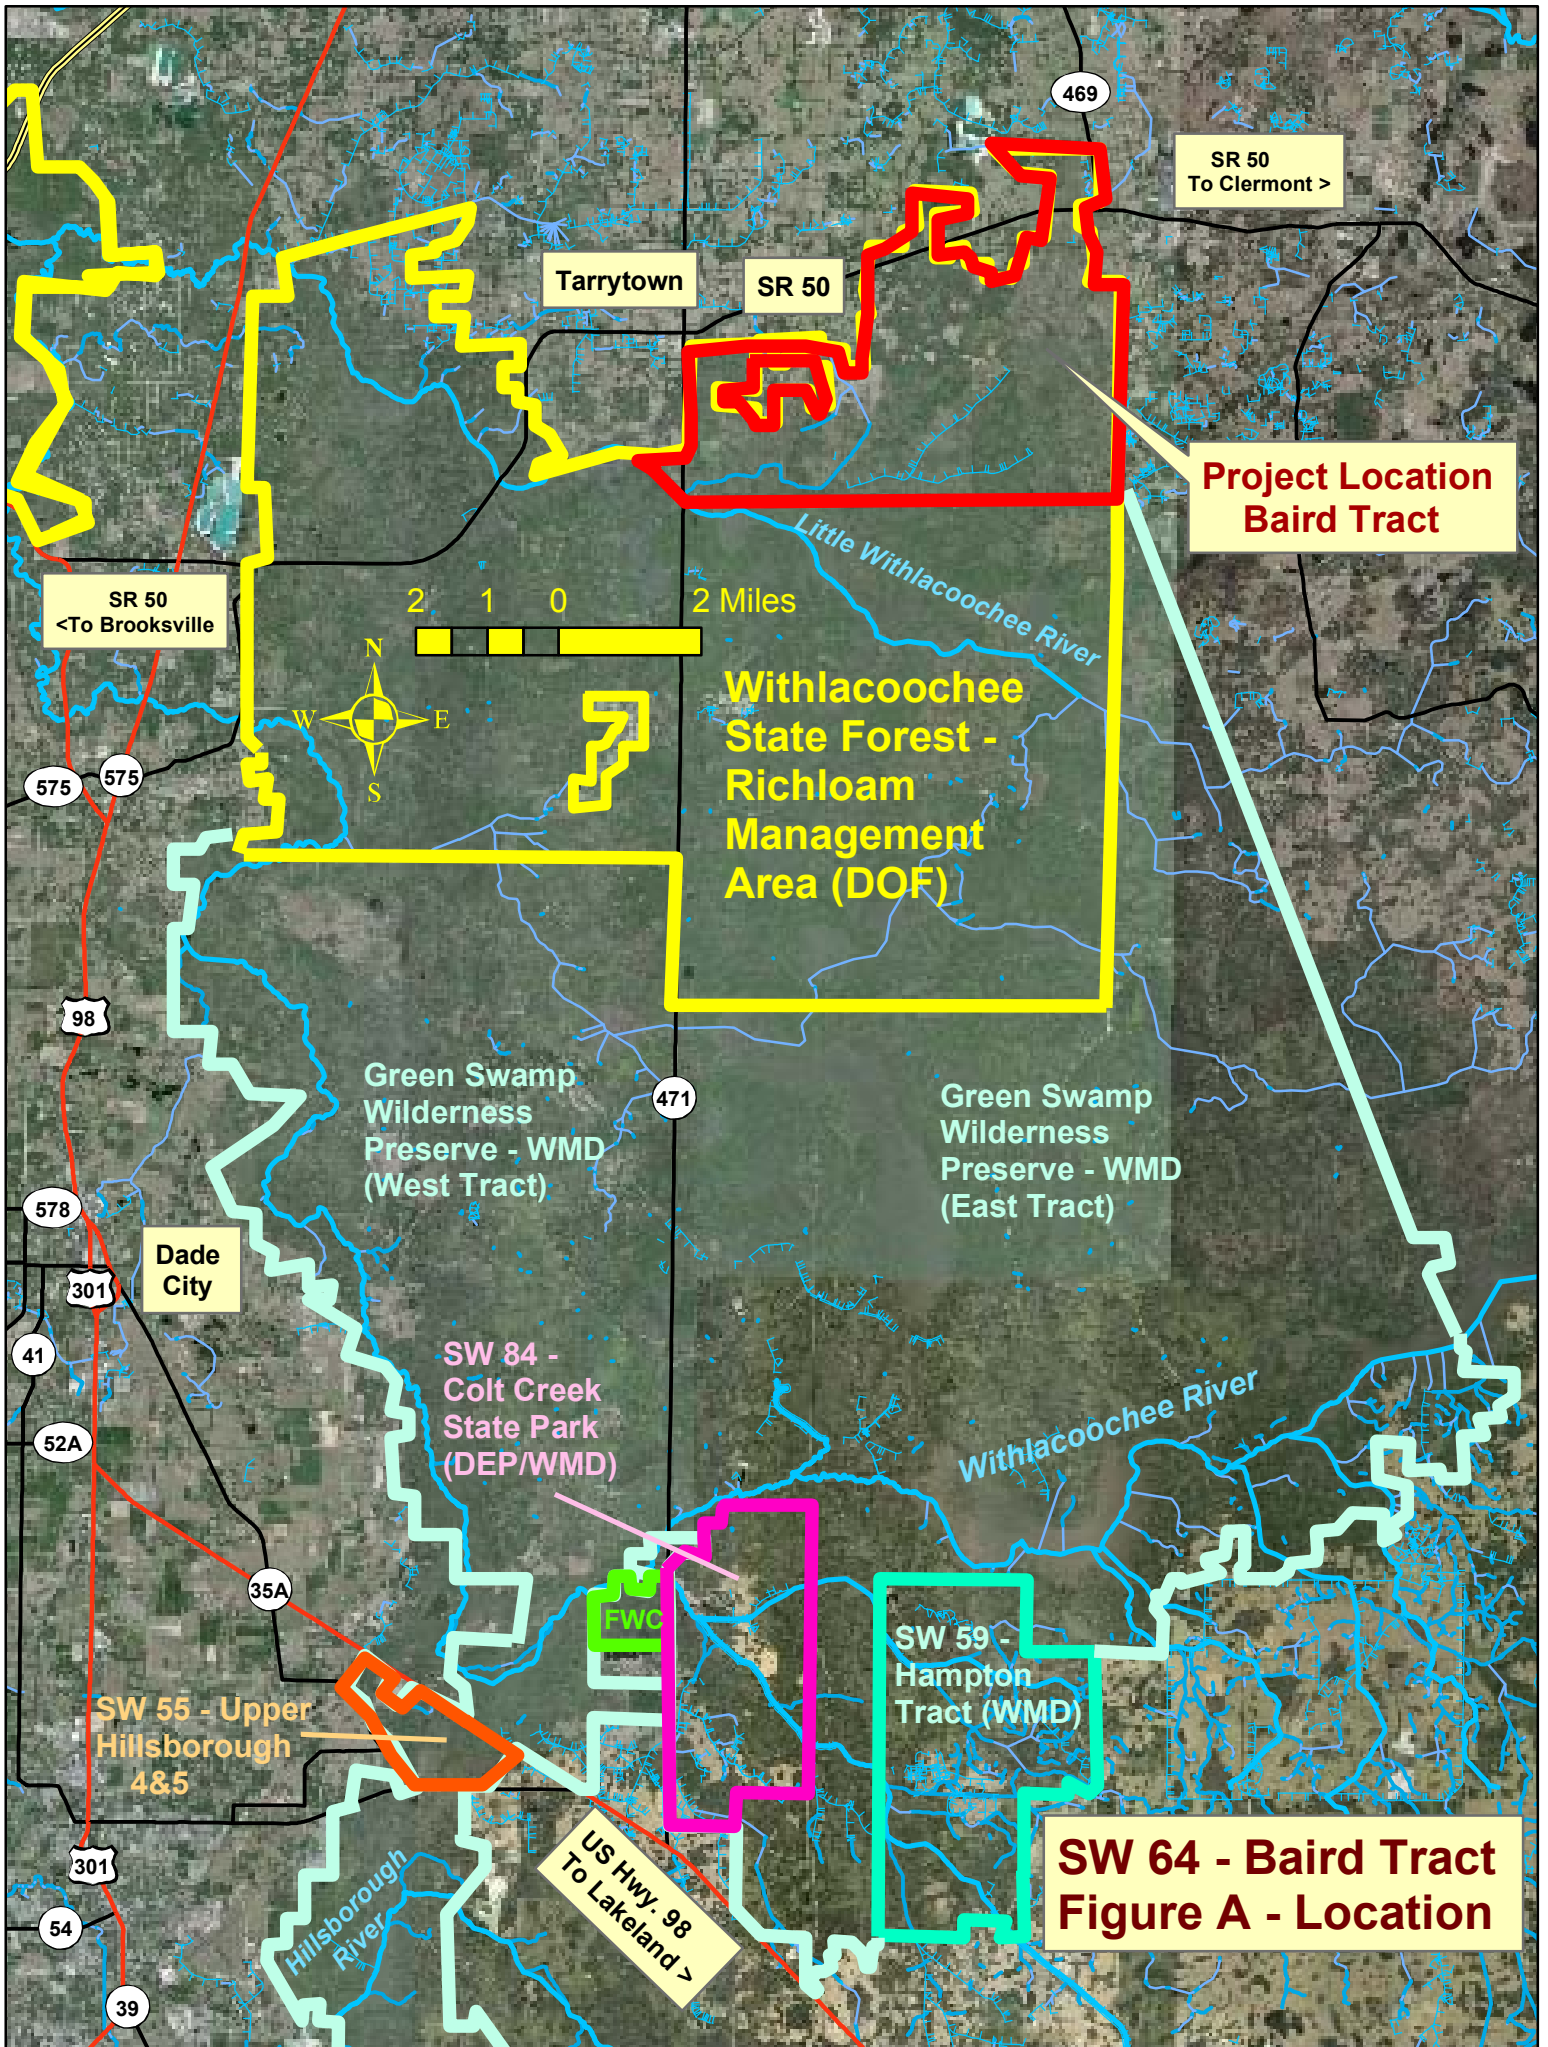 469
SR 50
To Clermont >
Tarrytown
SR 50
Project Location
Baird Tract
Little Withlacoochee River
SR 50
<To Brooksville
2 1 0 2 Miles
N
W E
S
Withlacoochee
State Forest -
Richloam
Management
Area (DOF)
575
575
98
Green Swamp
Wilderness
Preserve - WMD
(West Tract)
471
Green Swamp
Wilderness
Preserve - WMD
(East Tract)
578
Dade
City
301
41
SW 84 -
Colt Creek
State Park
(DEP/WMD)
Withlacoochee River
52A
35A
FWC
SW 59 -
Hampton
Tract (WMD)
SW 55 - Upper
Hillsborough
4&5
US Hwy. 98
To Lakeland >
301
54
Hillsborough
River
39
SW 64 - Baird Tract
Figure A - Location